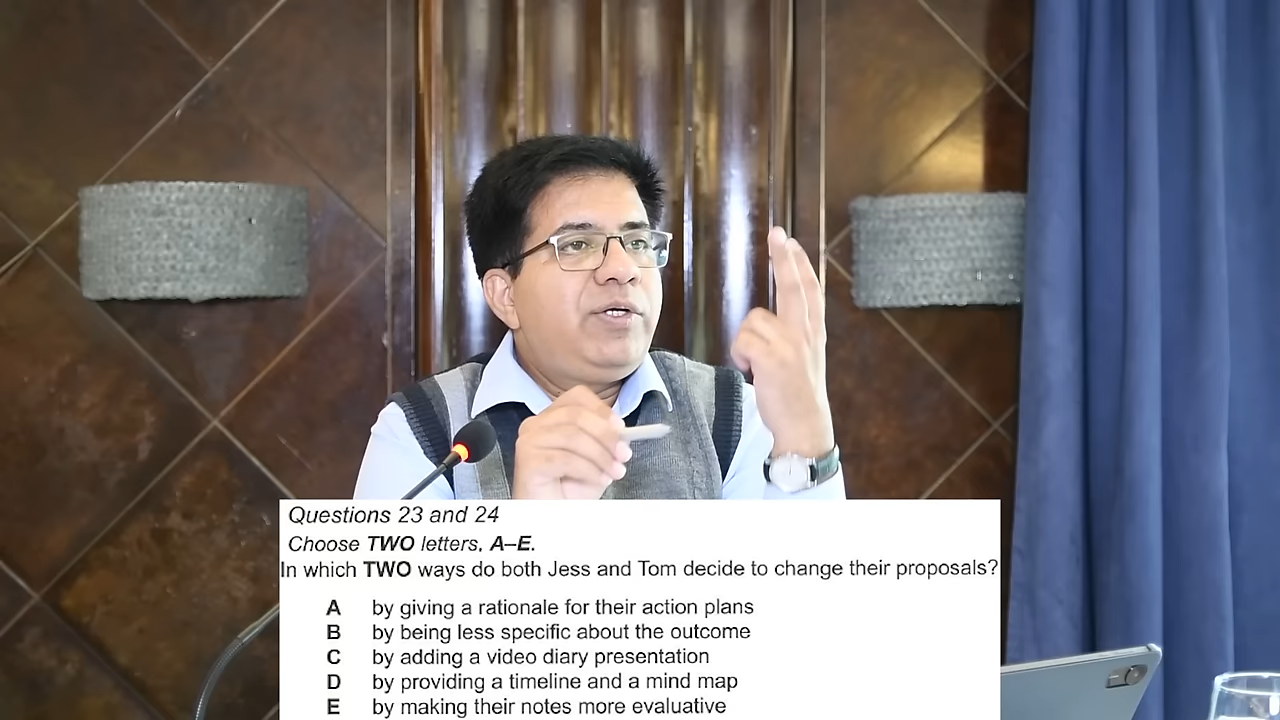 Questions 23 and 24
Choose TWO letters, A–E.
In which TWO ways do both Jess and Tom decide to change their proposals?
A by giving a rationale for their action plans
B by being less specific about the outcome
C by adding a video diary presentation
D by providing a timeline and a mind map
E by making their notes more evaluative